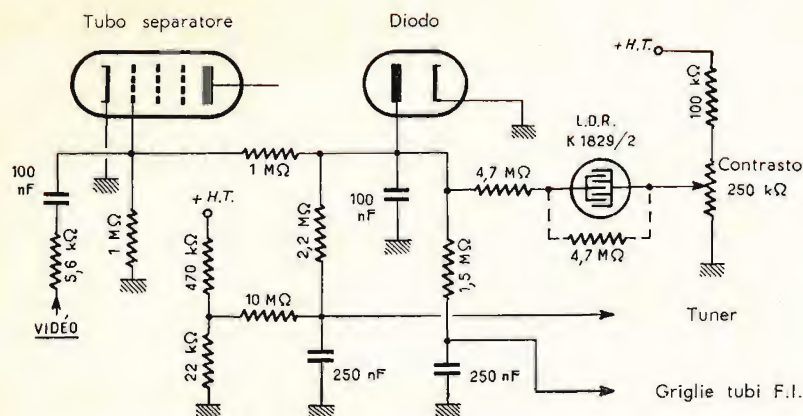 Tubo separatore
Diodo
+ H.T.
100 kΩ
L.D.R.
K 1829/2
Contrasto
250 kΩ
100
nF
1 MΩ
4,7 MΩ
100
nF
+ H.T.
2,2 MΩ
1 MΩ
5,6 kΩ
4,7 MΩ
1,5 MΩ
470 kΩ
10 MΩ
VIDÉO
Tuner
22 kΩ
250 nF
250 nF
Griglie tubi F.I.